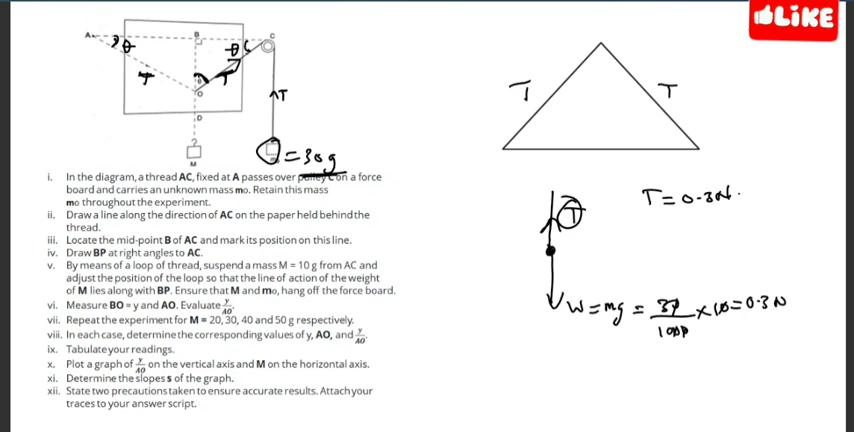 LiKE
A
B
C
θ
θ
T
T
T
O
D
M
= 30g
i. In the diagram, a thread AC, fixed at A passes over pulley C on a force
board and carries an unknown mass mo. Retain this mass
mo throughout the experiment.
ii. Draw a line along the direction of AC on the paper held behind the
thread.
iii. Locate the mid-point B of AC and mark its position on this line.
iv. Draw BP at right angles to AC.
v. By means of a loop of thread, suspend a mass M = 10 g from AC and
adjust the position of the loop so that the line of action of the weight
of M lies along with BP. Ensure that M and mo, hang off the force board.
vi. Measure BO = y and AO. Evaluate y/AO.
vii. Repeat the experiment for M = 20, 30, 40 and 50 g respectively.
viii. In each case, determine the corresponding values of y, AO, and y/AO.
ix. Tabulate your readings.
x. Plot a graph of y/AO on the vertical axis and M on the horizontal axis.
xi. Determine the slopes s of the graph.
xii. State two precautions taken to ensure accurate results. Attach your
traces to your answer script.
T
T
T
T = 0.3N.
W = mg = 30/1000 × 10 = 0.3 N